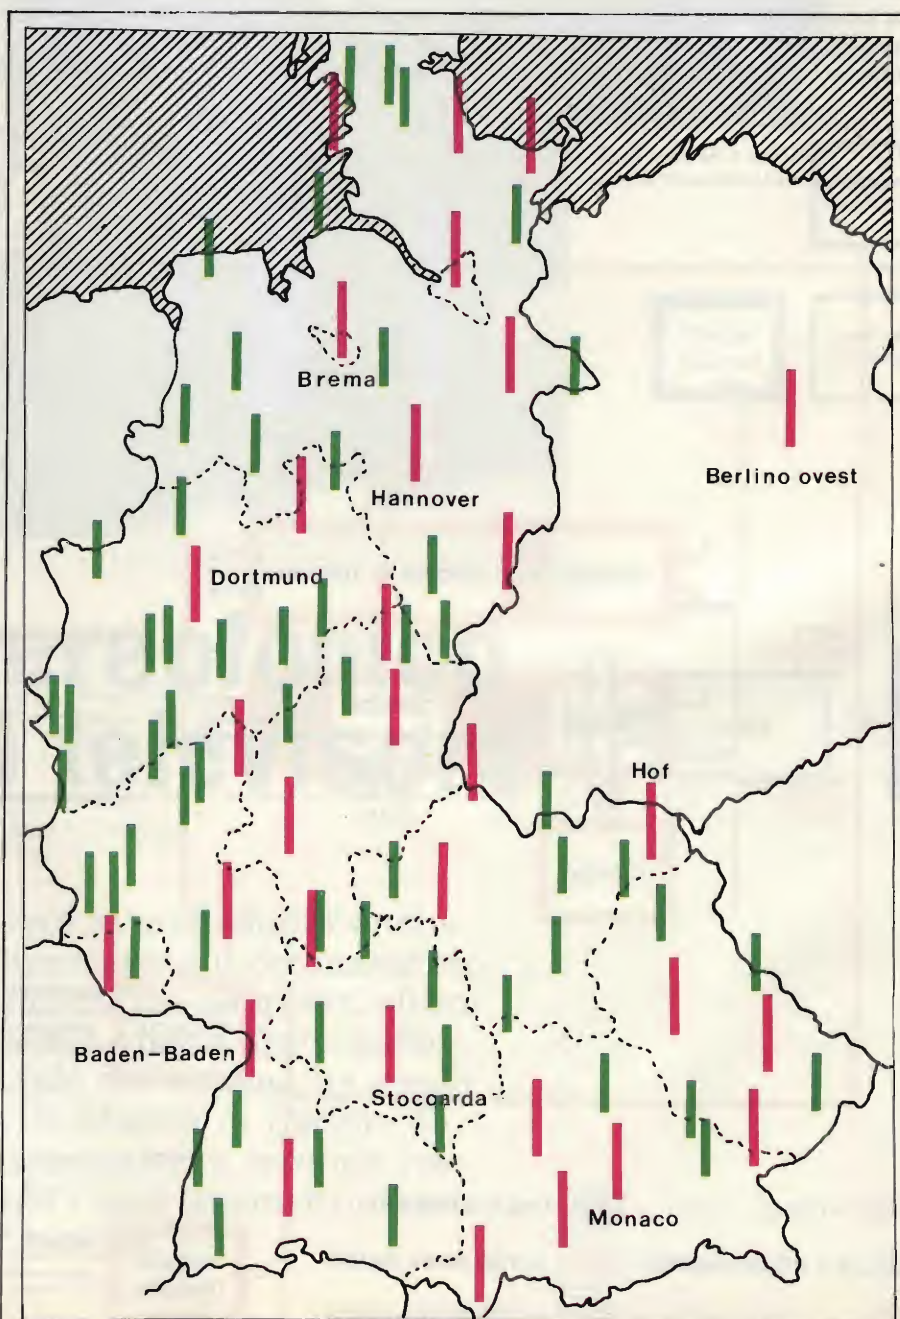 Brema
Berlino ovest
Hannover
Dortmund
Hof
Baden-Baden
Stoccarda
Monaco